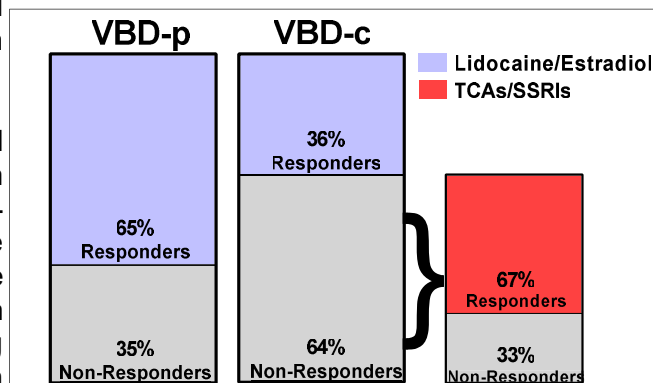 VBD-p
VBD-c
Lidocaine/Estradiol
TCAs/SSRIs
65%
Responders
35%
Non-Responders
36%
Responders
64%
Non-Responders
67%
Responders
33%
Non-Responders